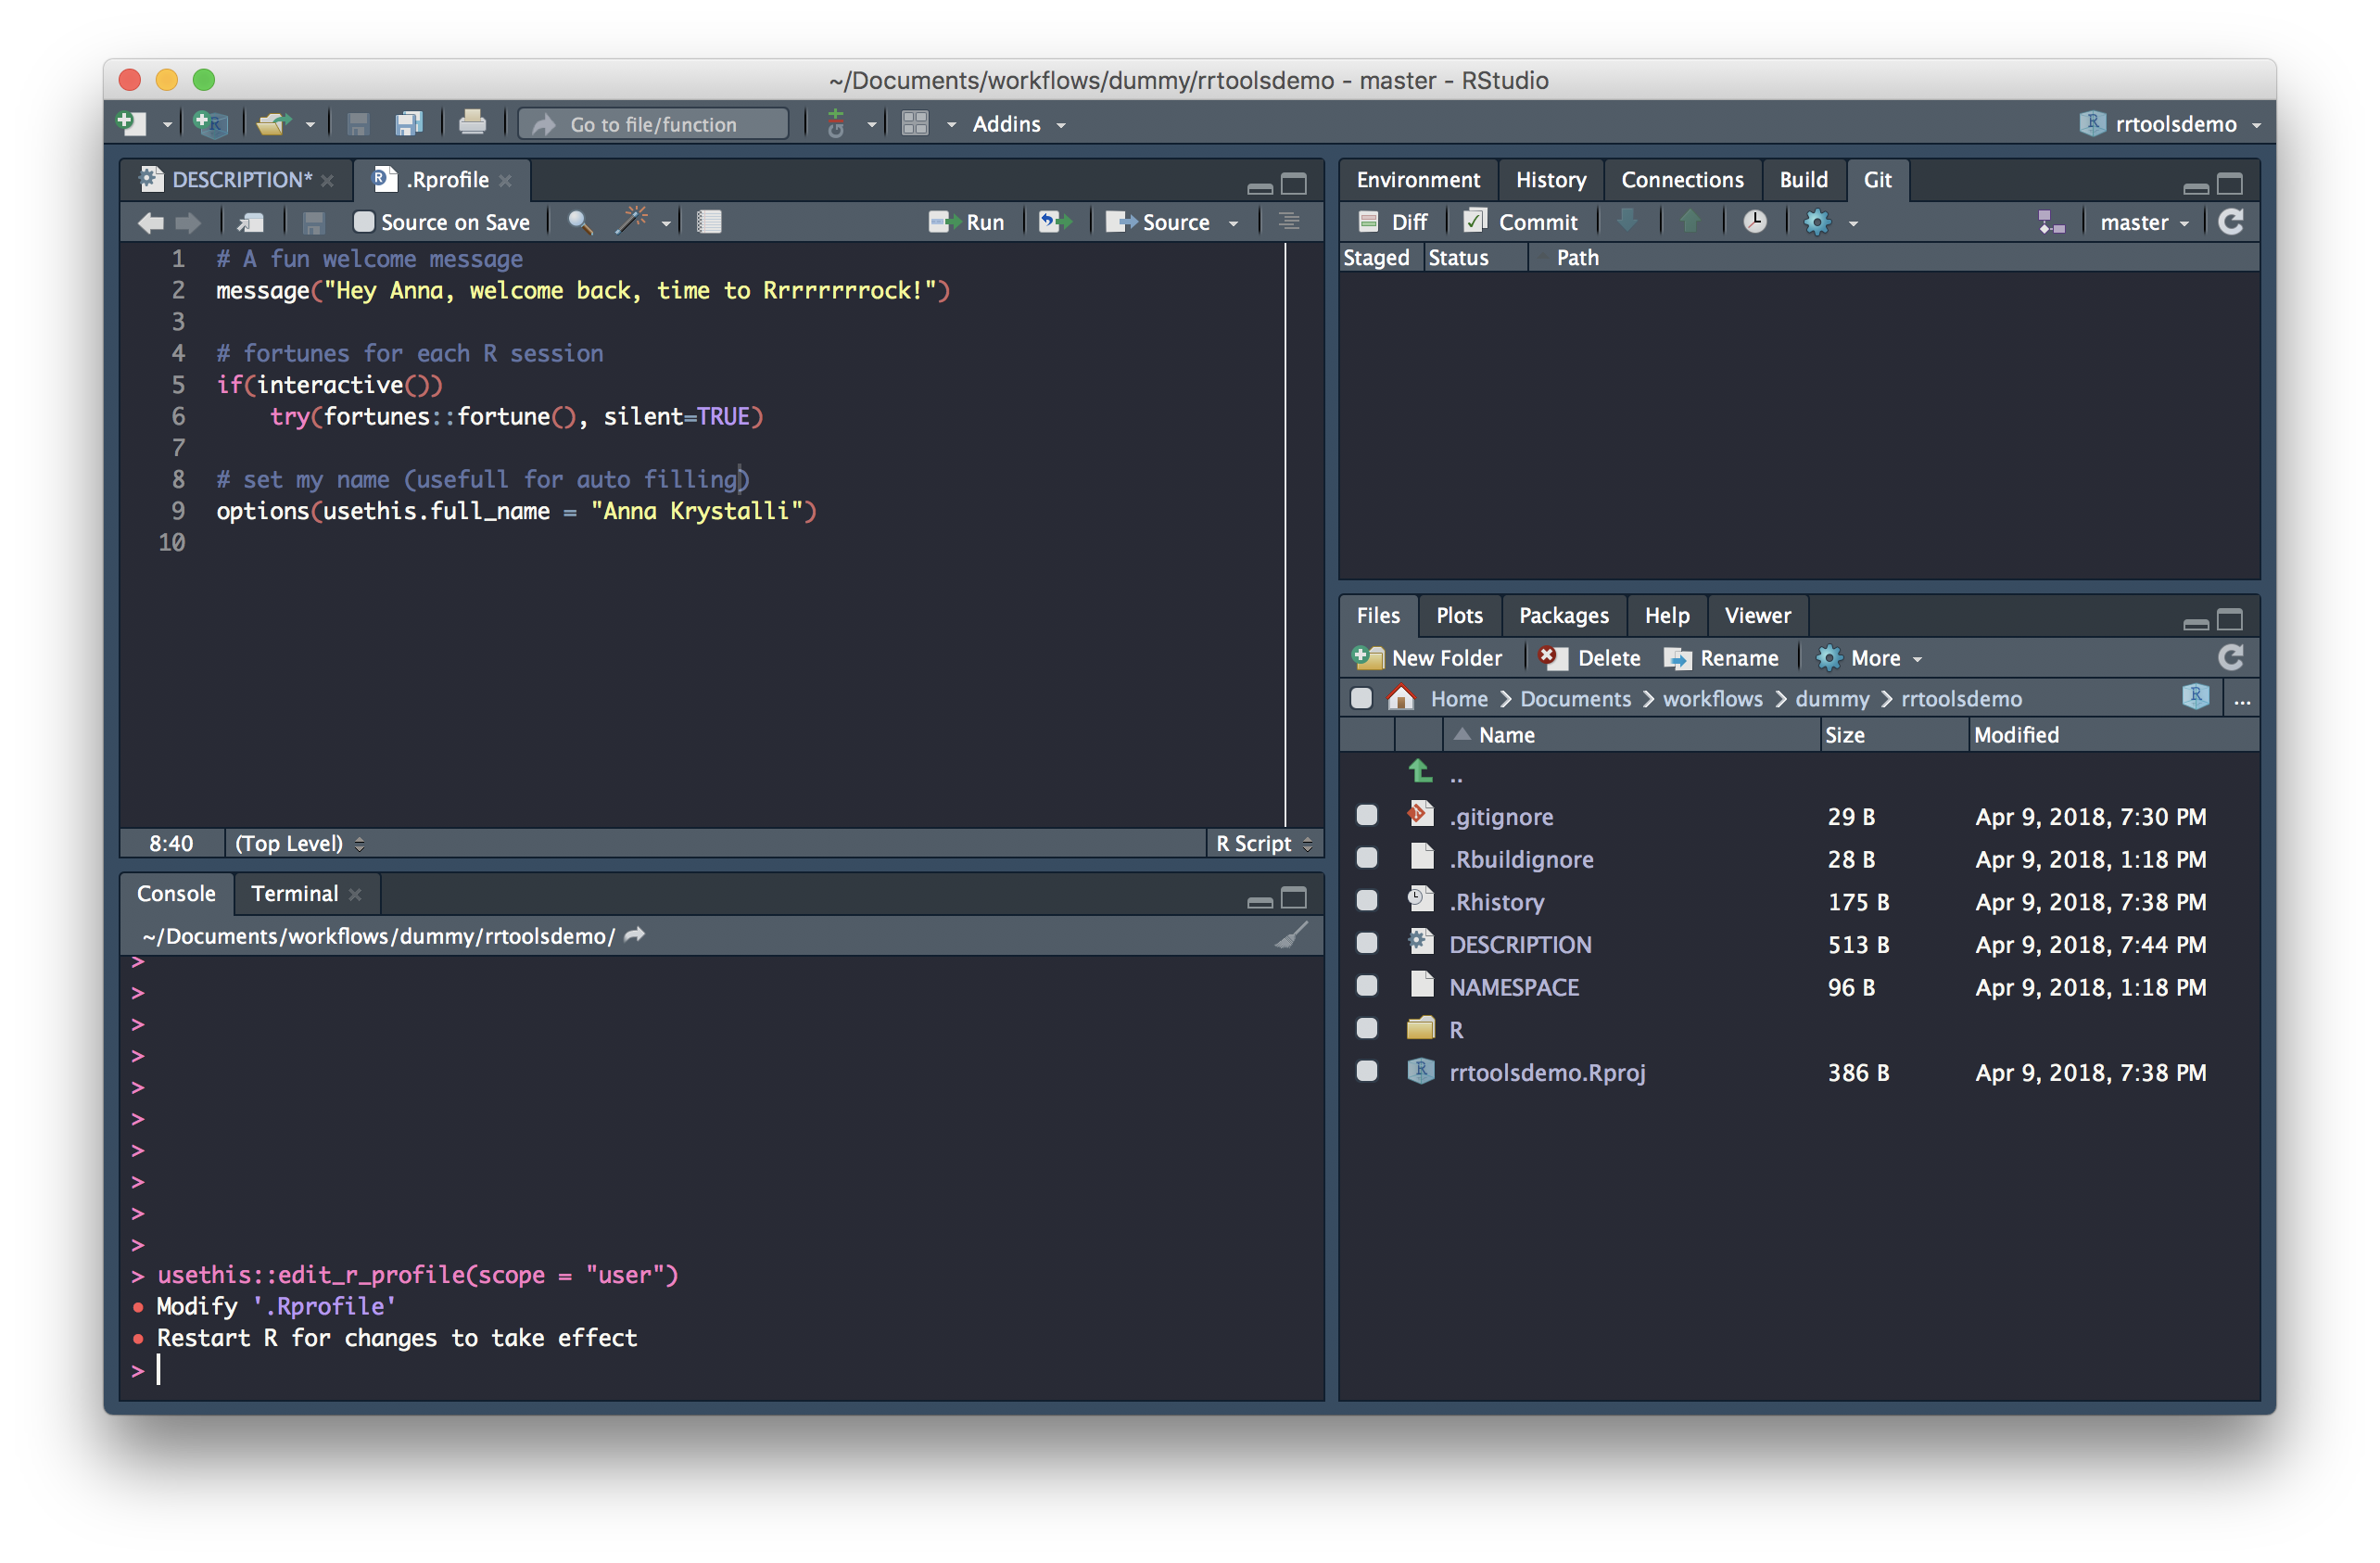 ~/Documents/workflows/dummy/rrtoolsdemo - master - RStudio
Go to file/function
Addins
rrtoolsdemo
DESCRIPTION*
.Rprofile
Source on Save
Run
Source
1 # A fun welcome message
2 message("Hey Anna, welcome back, time to Rrrrrrrrock!")
3
4 # fortunes for each R session
5 if(interactive())
6 try(fortunes::fortune(), silent=TRUE)
7
8 # set my name (usefull for auto filling)
9 options(usethis.full_name = "Anna Krystalli")
10
8:40 (Top Level) R Script
Console Terminal
~/Documents/workflows/dummy/rrtoolsdemo/
>
>
>
>
>
>
>
>
>
>
> usethis::edit_r_profile(scope = "user")
● Modify '.Rprofile'
● Restart R for changes to take effect
>
Environment History Connections Build Git
Diff Commit master
Staged Status Path
Files Plots Packages Help Viewer
New Folder Delete Rename More
Home > Documents > workflows > dummy > rrtoolsdemo ...
Name Size Modified
..
.gitignore 29 B Apr 9, 2018, 7:30 PM
.Rbuildignore 28 B Apr 9, 2018, 1:18 PM
.Rhistory 175 B Apr 9, 2018, 7:38 PM
DESCRIPTION 513 B Apr 9, 2018, 7:44 PM
NAMESPACE 96 B Apr 9, 2018, 1:18 PM
R
rrtoolsdemo.Rproj 386 B Apr 9, 2018, 7:38 PM